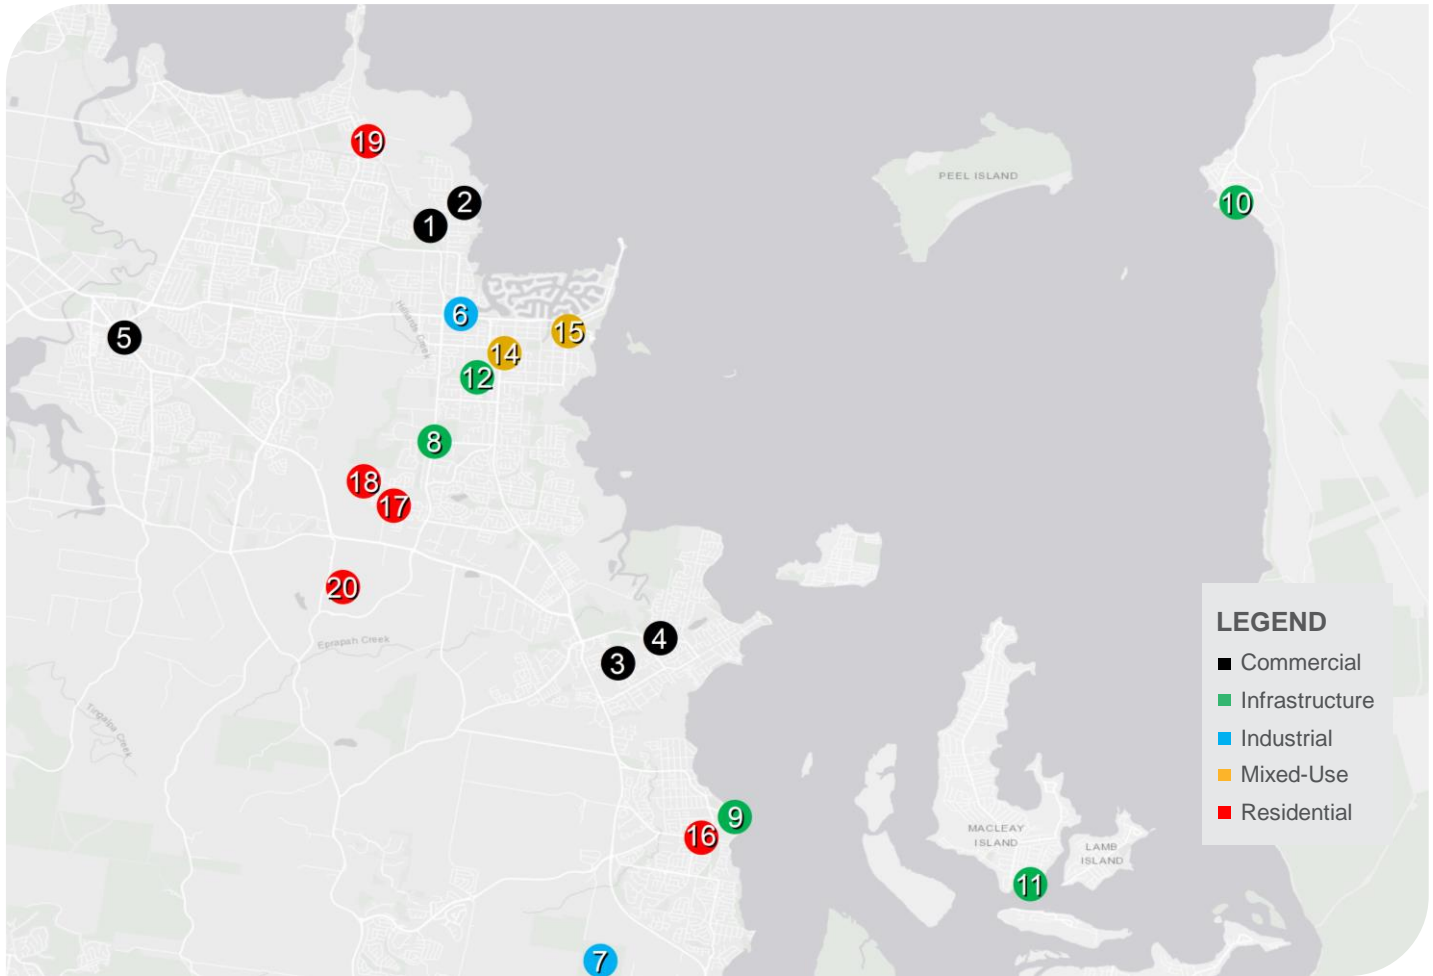 19
PEEL ISLAND
2
10
1
Hilliards Creek
6
15
5
14
12
8
18
17
20
LEGEND
4
Eprapah Creek
3
Commercial
Infrastructure
Tingalpa Creek
Industrial
Mixed-Use
Residential
9
16
MACLEAY
ISLAND
LAMB
ISLAND
11
7